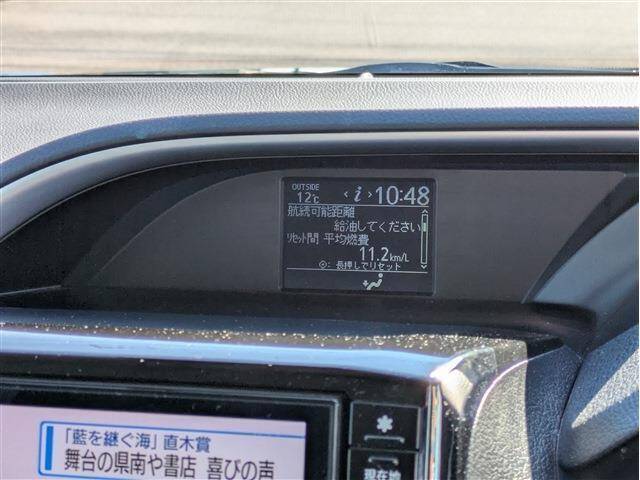 OUTSIDE
12℃
‹ i › 10:48
航続可能距離
給油してください
リセット間 平均燃費
11.2km/L
⊙: 長押しでリセット
「藍を継ぐ海」直木賞
舞台の県南や書店 喜びの声
✱
現在地